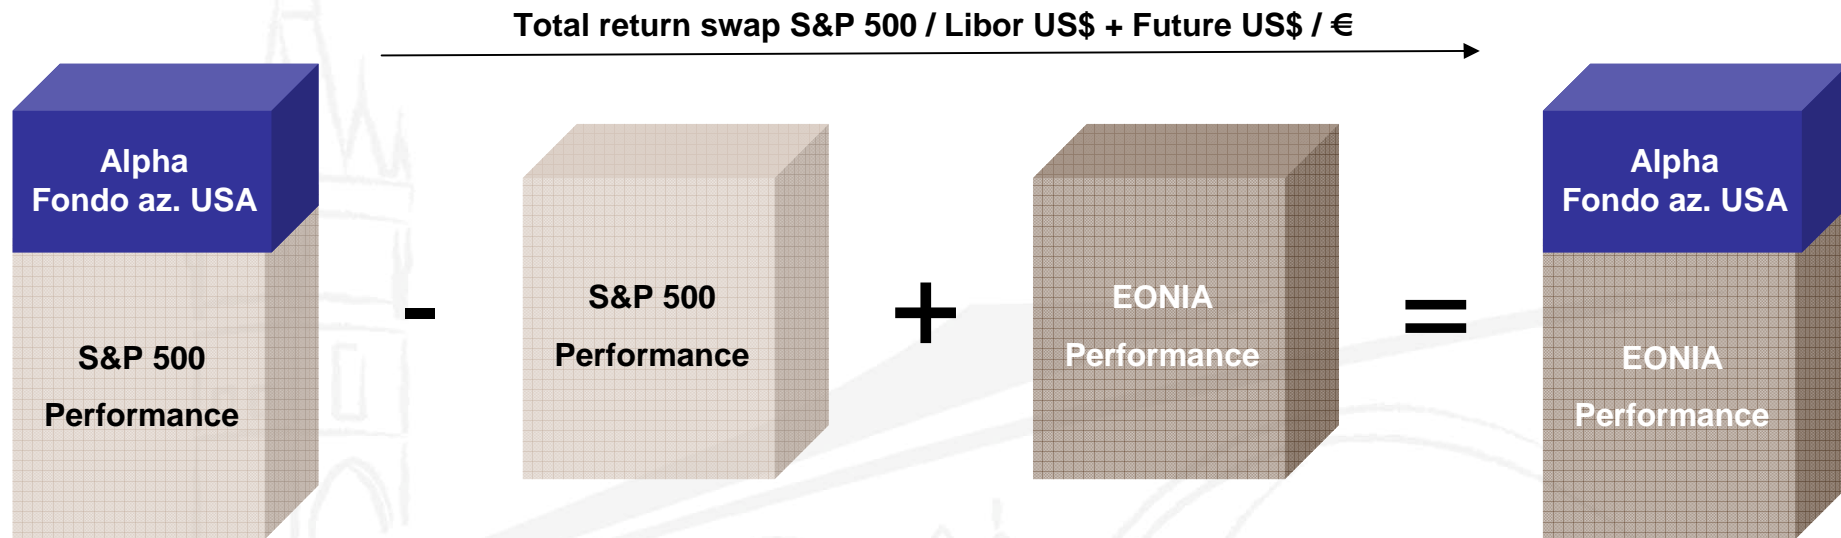 Total return swap S&P 500 / Libor US$ + Future US$ / €
Alpha
Fondo az. USA
S&P 500
Performance
-
S&P 500
Performance
+
EONIA
Performance
=
Alpha
Fondo az. USA
EONIA
Performance